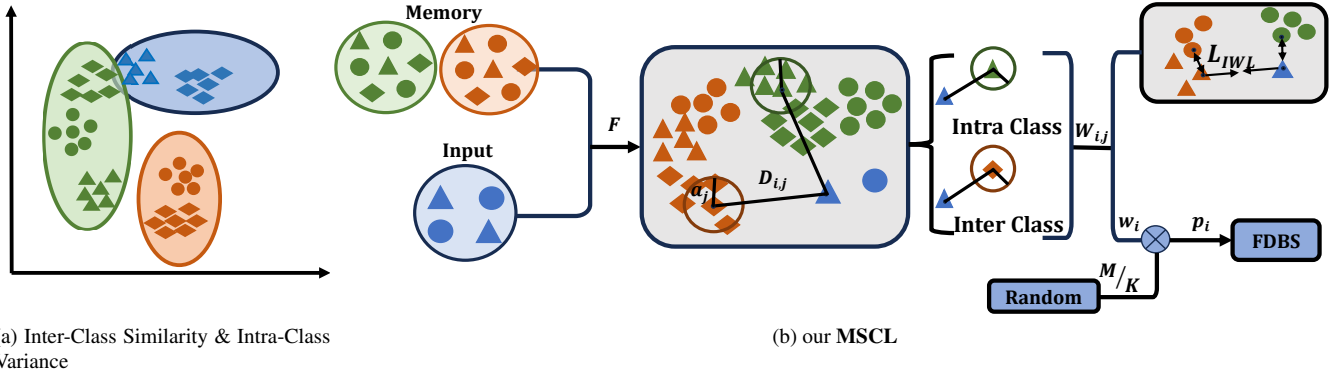 Memory
Input
F
a_j
D_{i,j}
Intra Class
Inter Class
W_{i,j}
L_{IWL}
w_i
p_i
FDBS
M/K
Random
a) Inter-Class Similarity & Intra-Class
Variance
(b) our MSCL